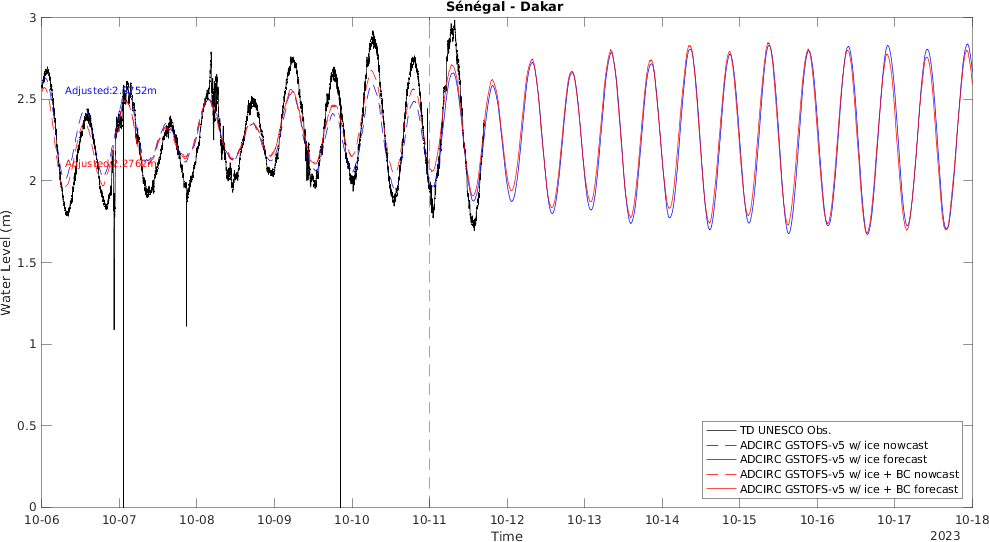 Sénégal - Dakar
3
2.5
2
1.5
1
0.5
0
Water Level (m)
Adjusted:2.2762m
TD UNESCO Obs.
ADCIRC GSTOFS-v5 w/ ice nowcast
ADCIRC GSTOFS-v5 w/ ice forecast
ADCIRC GSTOFS-v5 w/ ice + BC nowcast
ADCIRC GSTOFS-v5 w/ ice + BC forecast
10-06 10-07 10-08 10-09 10-10 10-11 10-12 10-13 10-14 10-15 10-16 10-17 10-18
Time
2023